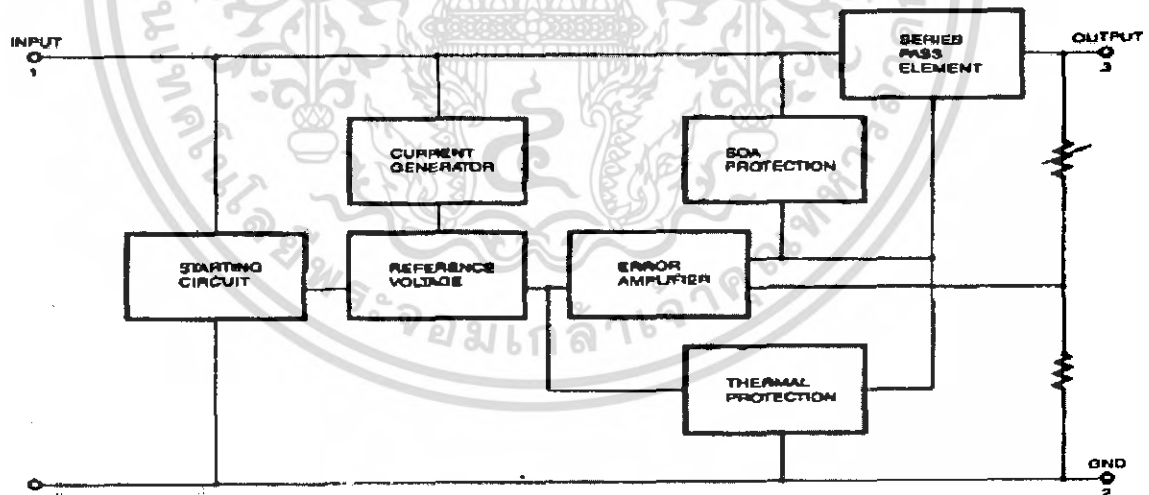 INPUT
1
SERIES
PASS
ELEMENT
OUTPUT
3
CURRENT
GENERATOR
SOA
PROTECTION
STARTING
CIRCUIT
REFERENCE
VOLTAGE
ERROR
AMPLIFIER
THERMAL
PROTECTION
GND
2